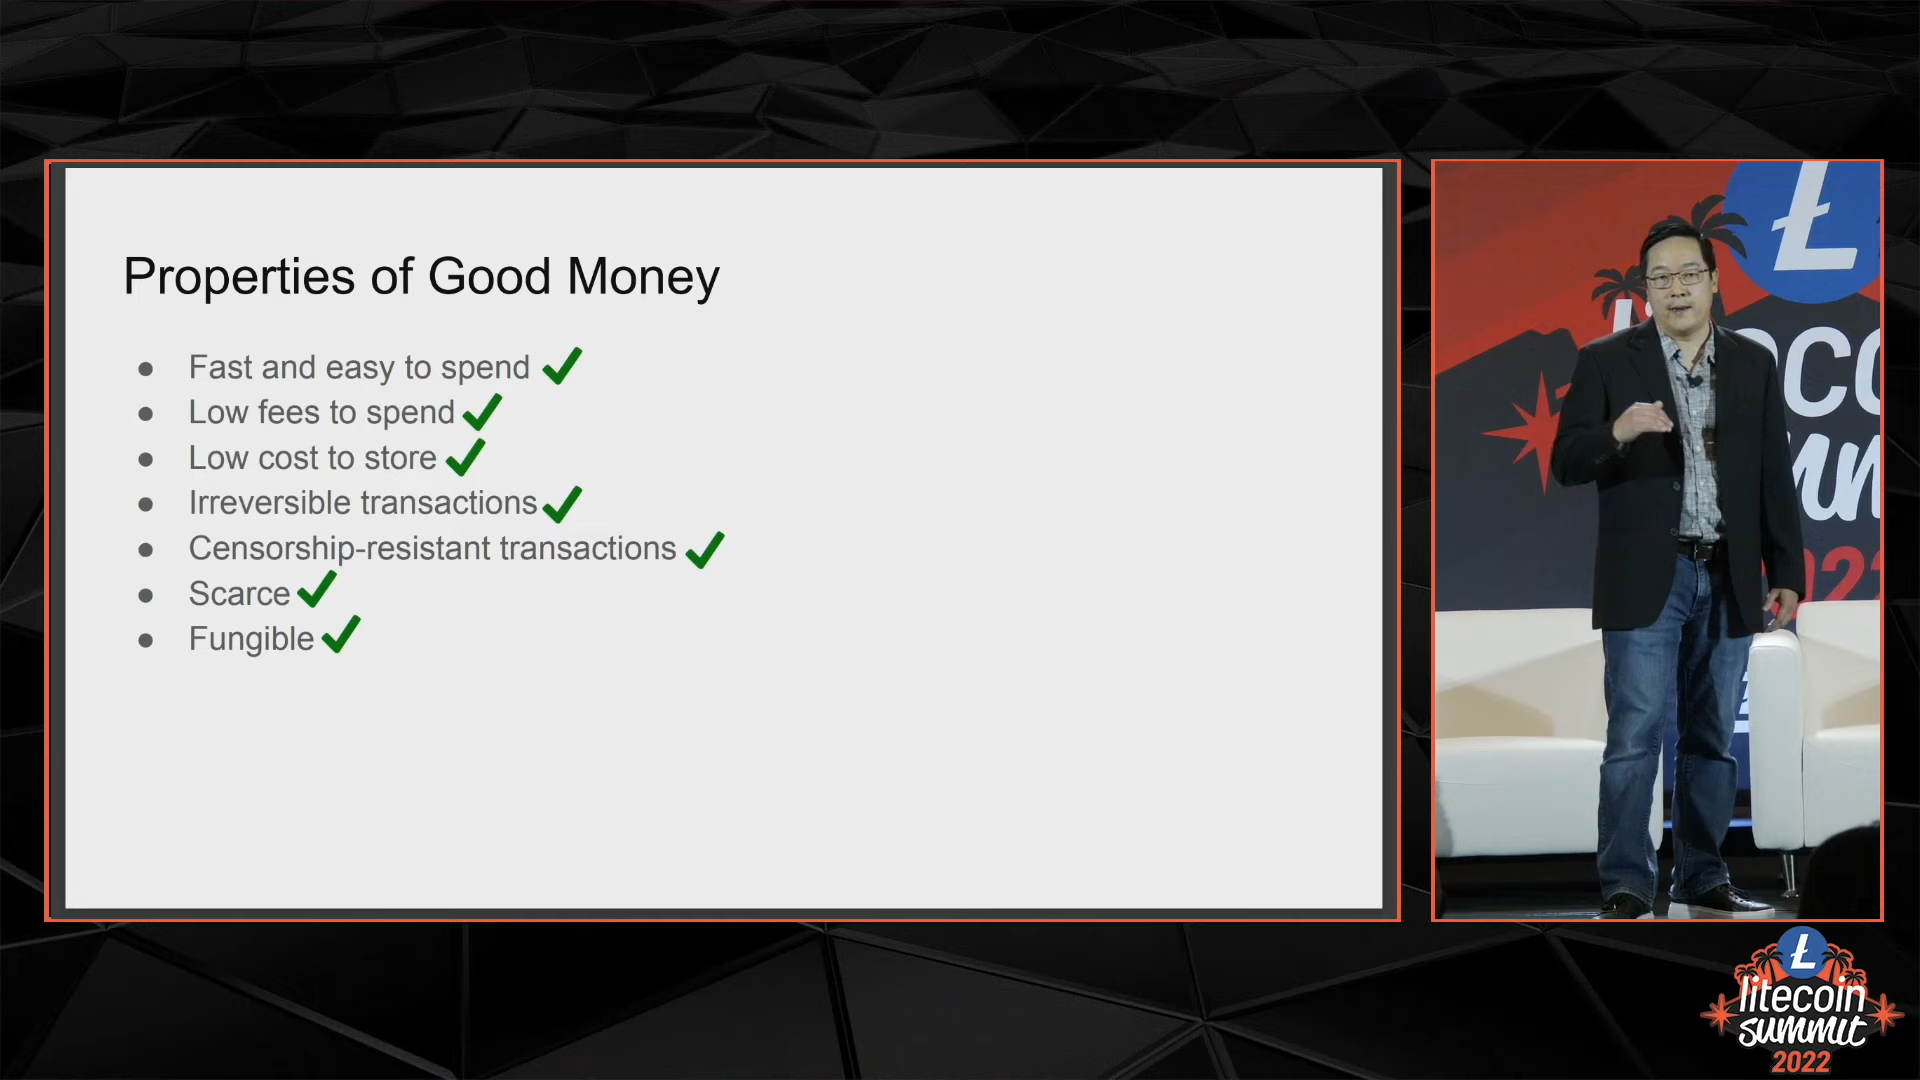 Properties of Good Money
Fast and easy to spend
Low fees to spend
Low cost to store
Irreversible transactions
Censorship-resistant transactions
Scarce
Fungible
litecoin
summit
2022